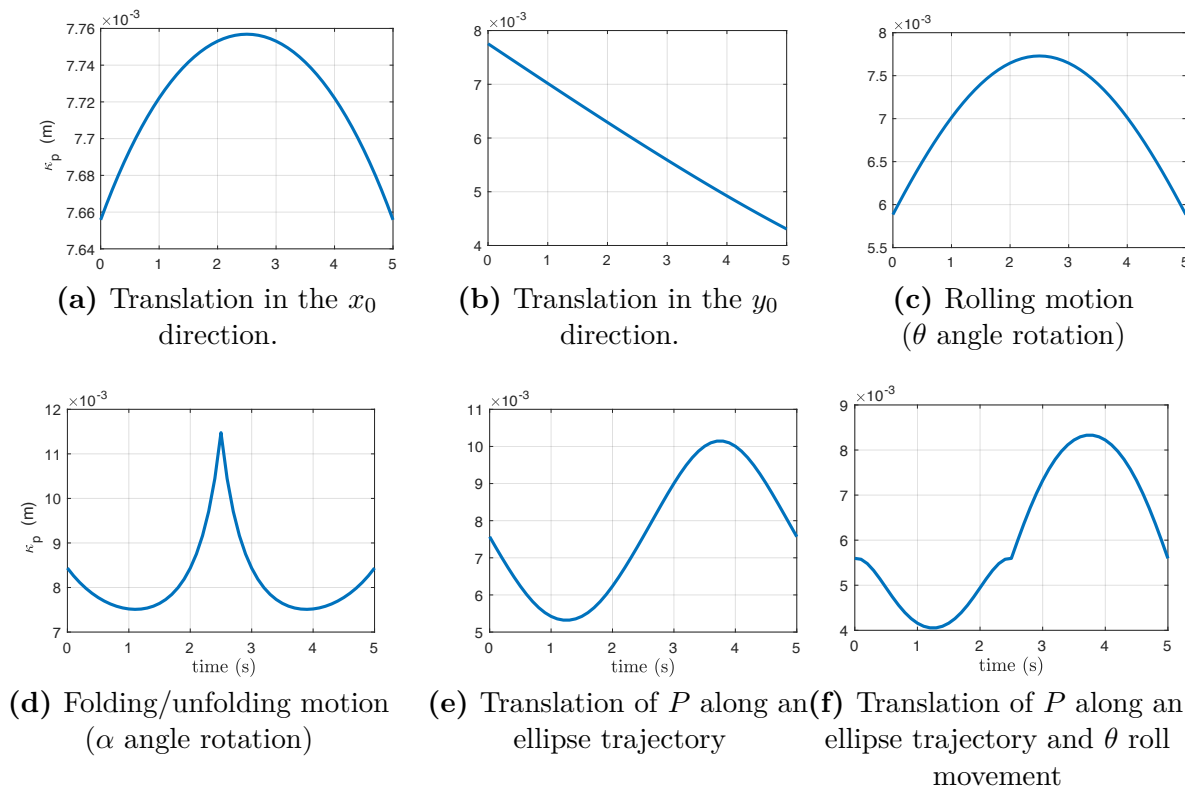 ×10⁻³
7.76
7.74
7.72
7.7
7.68
7.66
7.64
κp (m)
0 1 2 3 4 5
(a) Translation in the x₀
direction.
×10⁻³
8
7
6
5
4
0 1 2 3 4 5
(b) Translation in the y₀
direction.
×10⁻³
8
7.5
7
6.5
6
5.5
0 1 2 3 4 5
(c) Rolling motion
(θ angle rotation)
×10⁻³
12
11
10
9
8
7
κp (m)
0 1 2 3 4 5
time (s)
(d) Folding/unfolding motion
(α angle rotation)
×10⁻³
11
10
9
8
7
6
5
0 1 2 3 4 5
time (s)
(e) Translation of P along an
ellipse trajectory
×10⁻³
9
8
7
6
5
4
0 1 2 3 4 5
time (s)
(f) Translation of P along an
ellipse trajectory and θ roll
movement